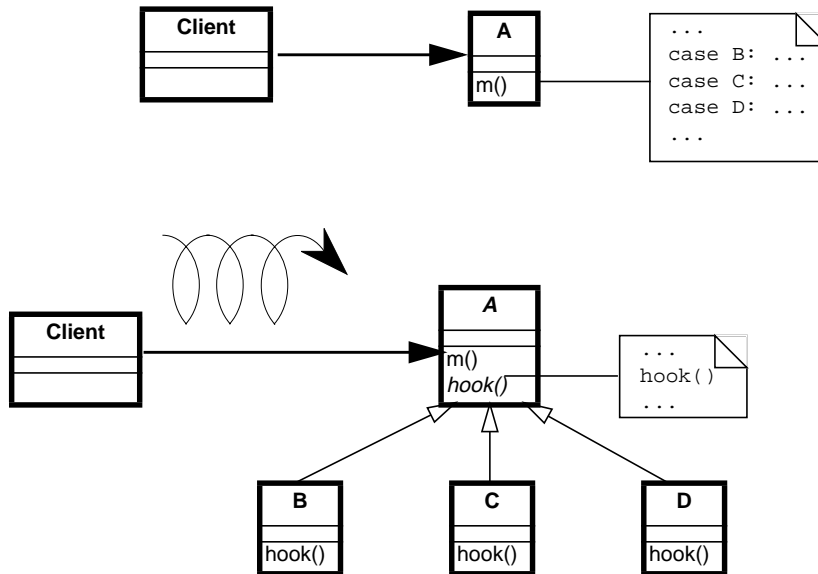 Client
A
m()
...
case B: ...
case C: ...
case D: ...
...
Client
A
m()
hook()
...
hook()
...
B
hook()
C
hook()
D
hook()